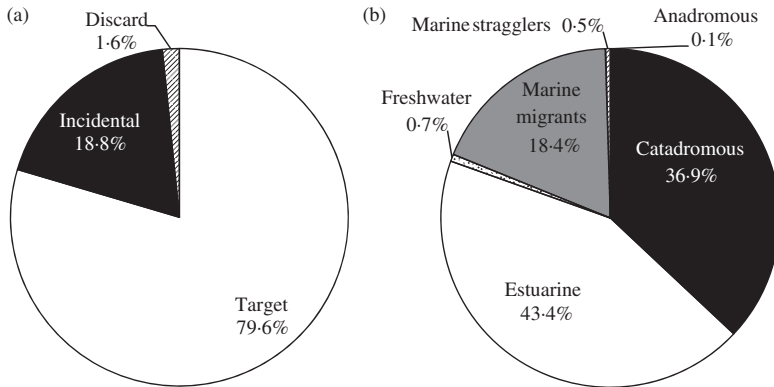 (a)
Discard
1·6%
Incidental
18·8%
Target
79·6%
(b)
Marine stragglers 0·5%
Anadromous
0·1%
Freshwater
0·7%
Marine
migrants
18·4%
Catadromous
36·9%
Estuarine
43·4%